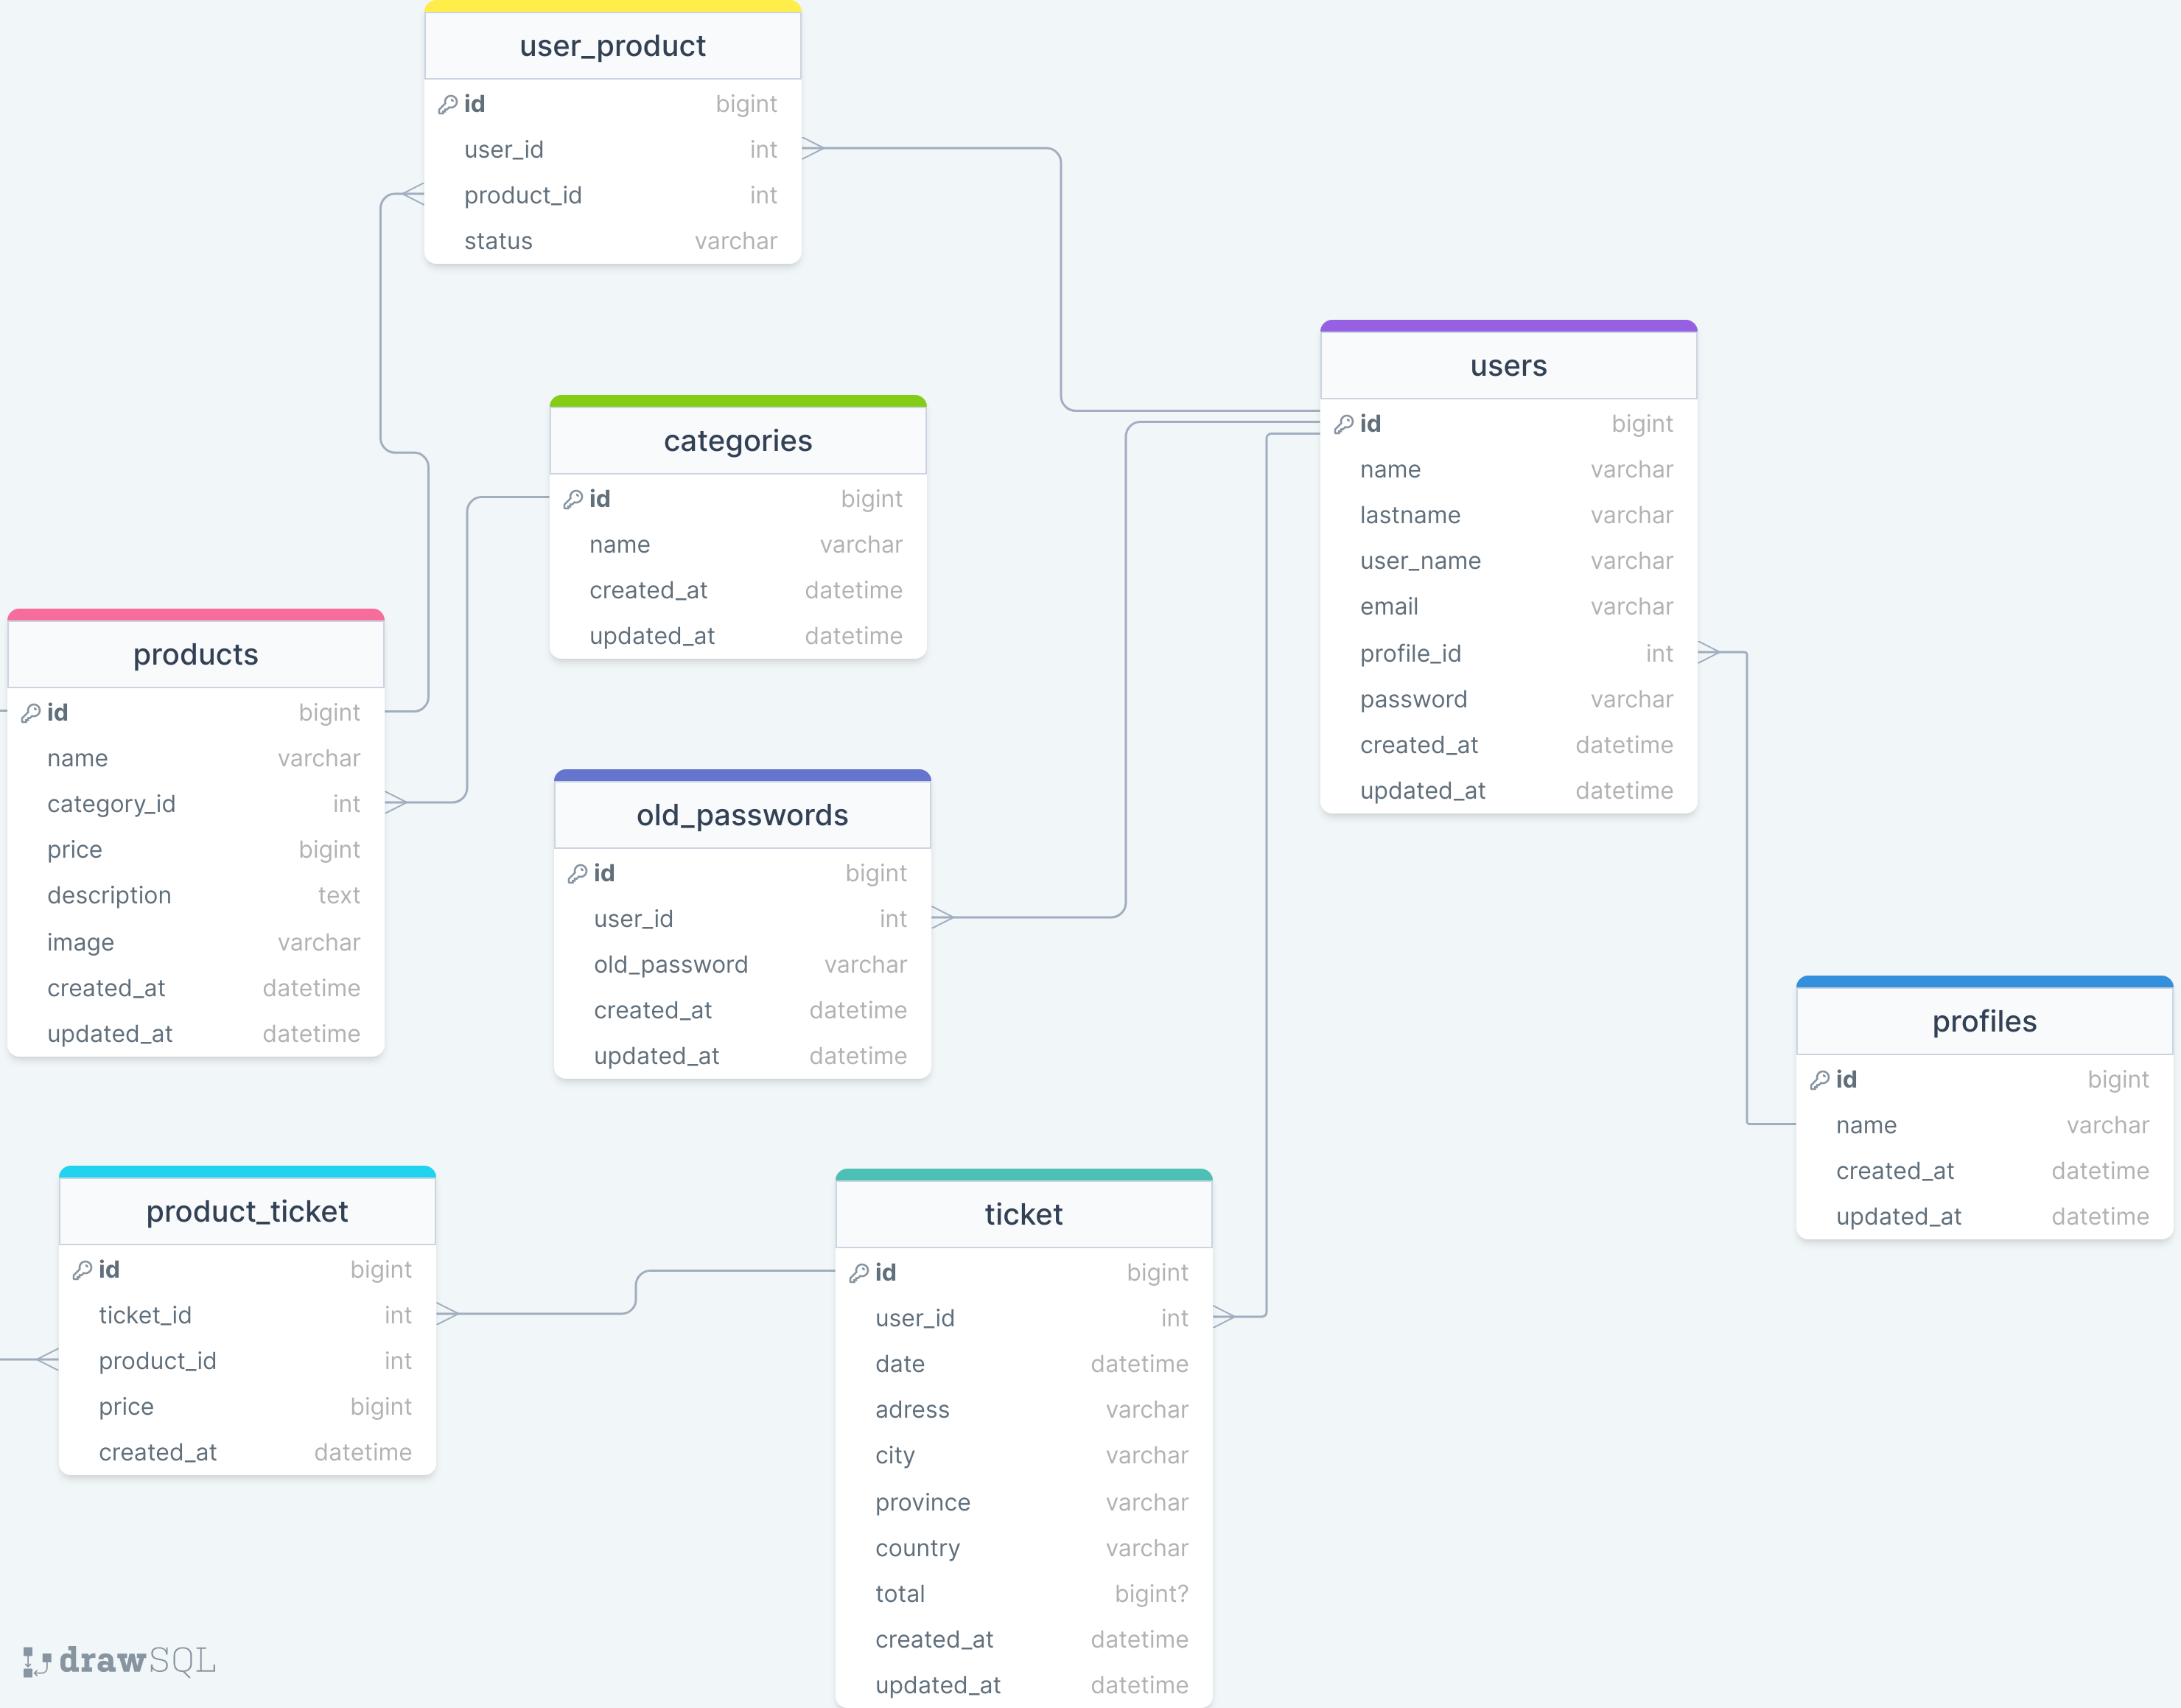 user_product
id bigint
user_id int
product_id int
status varchar
users
id bigint
name varchar
lastname varchar
user_name varchar
email varchar
profile_id int
password varchar
created_at datetime
updated_at datetime
categories
id bigint
name varchar
created_at datetime
updated_at datetime
products
id bigint
name varchar
category_id int
price bigint
description text
image varchar
created_at datetime
updated_at datetime
old_passwords
id bigint
user_id int
old_password varchar
created_at datetime
updated_at datetime
profiles
id bigint
name varchar
created_at datetime
updated_at datetime
product_ticket
id bigint
ticket_id int
product_id int
price bigint
created_at datetime
ticket
id bigint
user_id int
date datetime
adress varchar
city varchar
province varchar
country varchar
total bigint?
created_at datetime
updated_at datetime
drawSQL